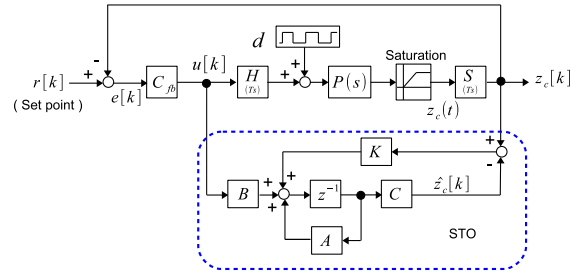 d
Saturation
r[k]
( Set point )
-
+
e[k]
C_fb
u[k]
H
(Ts)
+
+
P(s)
z_c(t)
S
(Ts)
z_c[k]
+
-
K
B
+
+
+
z^{-1}
C
ẑ_c[k]
A
STO